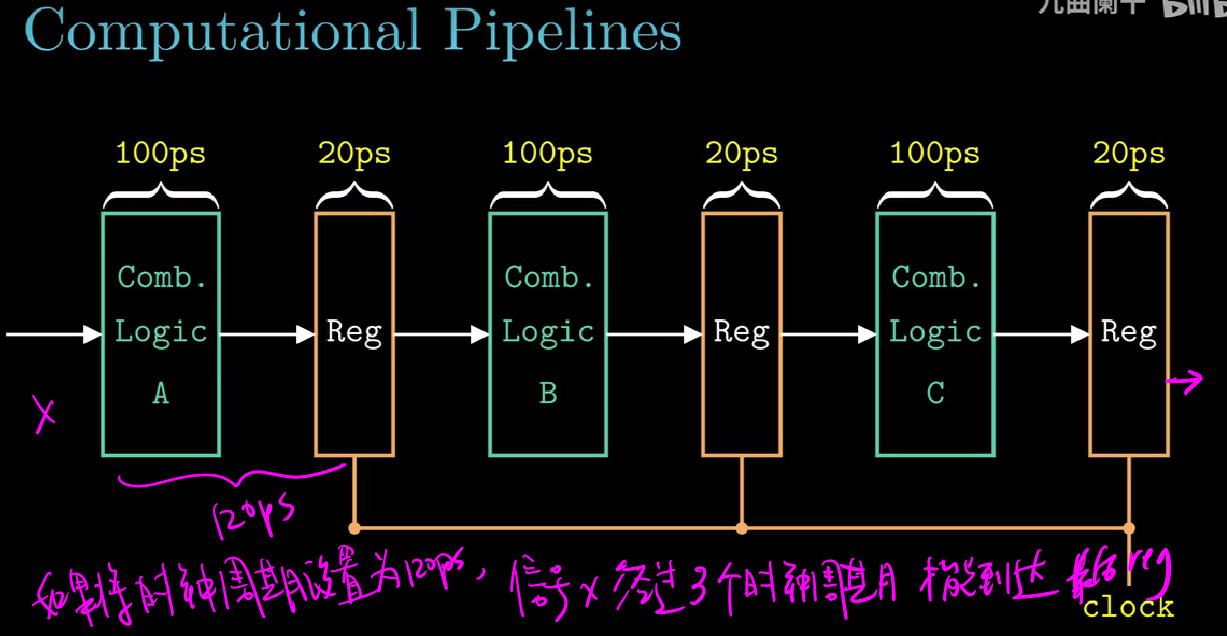 九曲阑干
Computational Pipelines
100ps 20ps 100ps 20ps 100ps 20ps
Comb. Comb. Comb.
Logic Reg Logic Reg Logic Reg
A B C
X
120ps
如果将时钟周期设置为120ps, 信号x经过3个时钟周期才能到达最后reg
clock